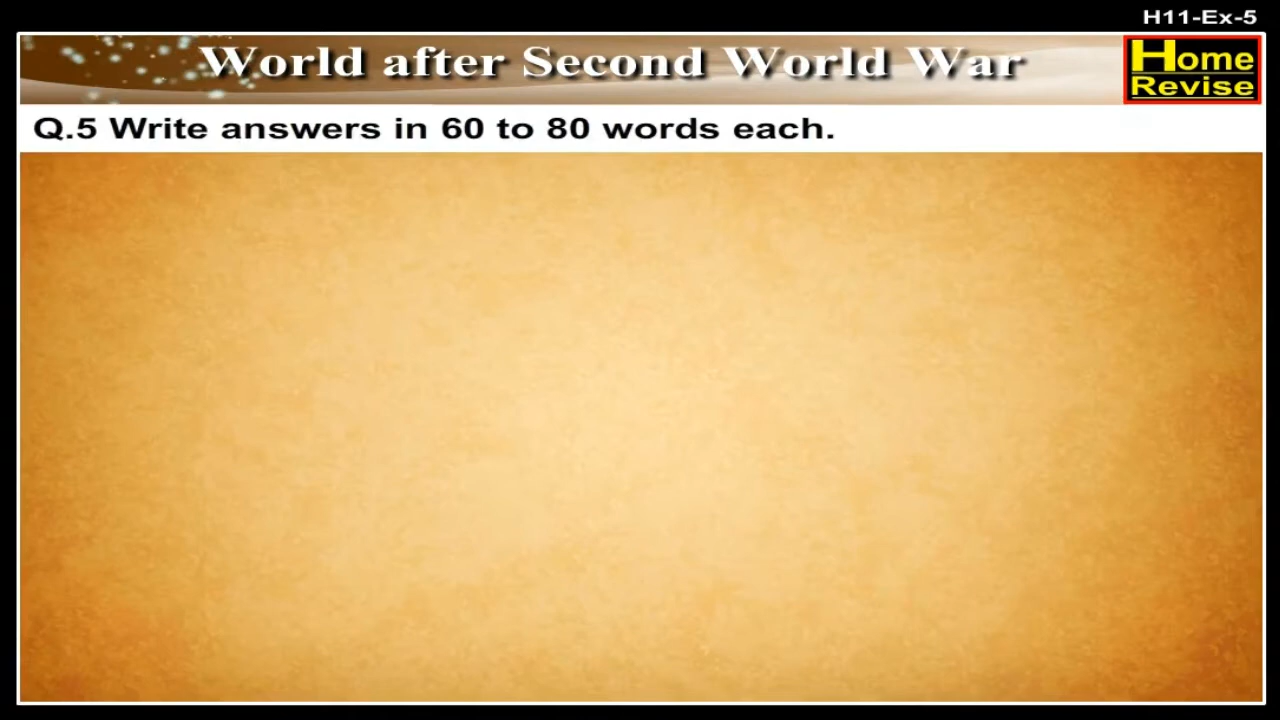 H11-Ex-5
World after Second World War
Home
Revise
Q.5 Write answers in 60 to 80 words each.